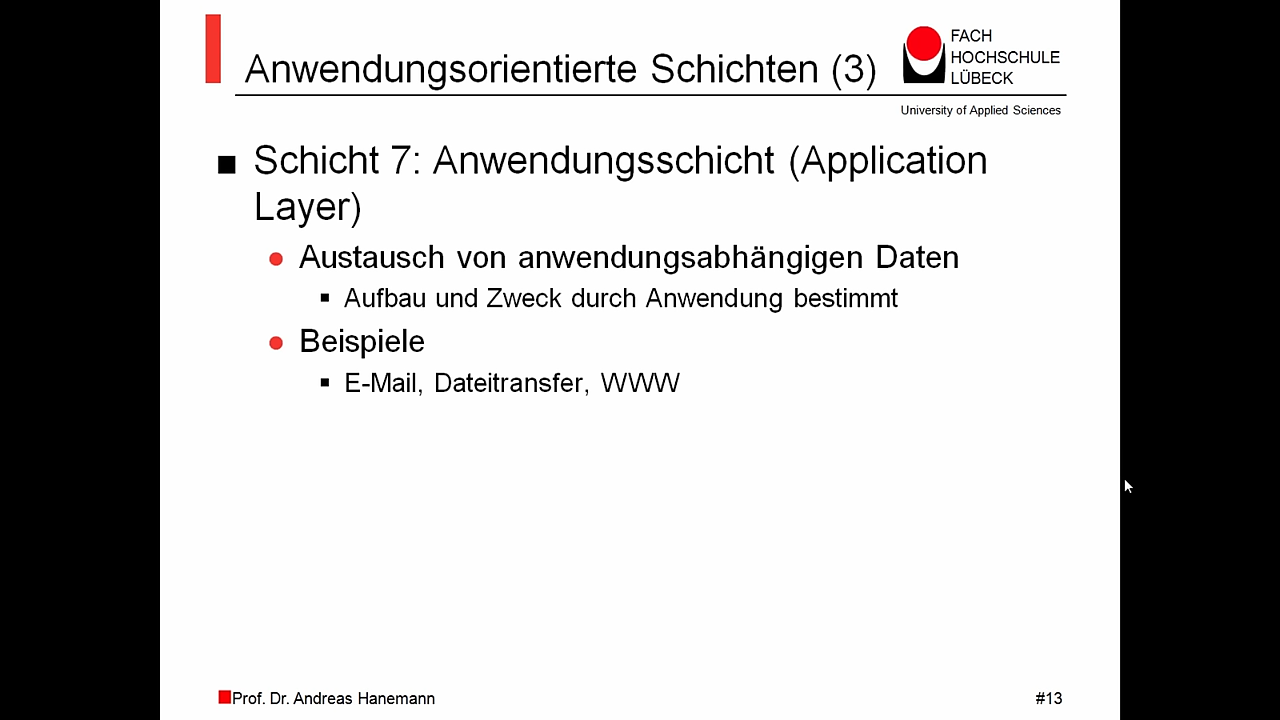 Anwendungsorientierte Schichten (3)
FACH
HOCHSCHULE
LÜBECK
University of Applied Sciences
Schicht 7: Anwendungsschicht (Application
Layer)
Austausch von anwendungsabhängigen Daten
Aufbau und Zweck durch Anwendung bestimmt
Beispiele
E-Mail, Dateitransfer, WWW
Prof. Dr. Andreas Hanemann
#13